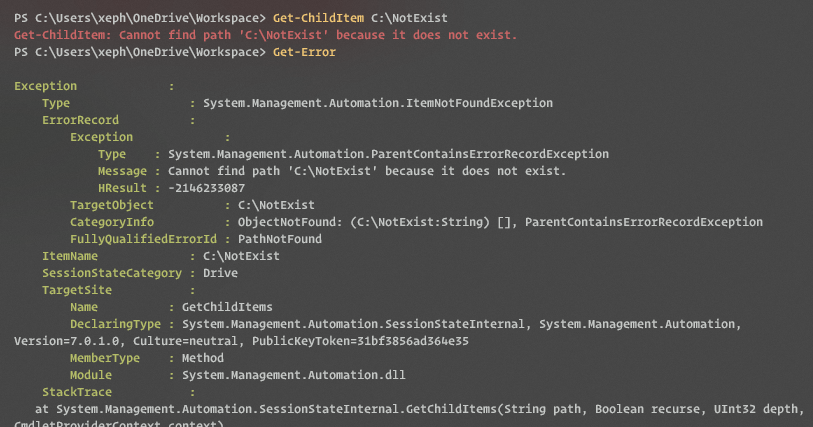 PS C:\Users\xeph\OneDrive\Workspace> Get-ChildItem C:\NotExist
Get-ChildItem: Cannot find path 'C:\NotExist' because it does not exist.
PS C:\Users\xeph\OneDrive\Workspace> Get-Error
Exception             :
    Type                  : System.Management.Automation.ItemNotFoundException
    ErrorRecord           :
        Exception             :
            Type    : System.Management.Automation.ParentContainsErrorRecordException
            Message : Cannot find path 'C:\NotExist' because it does not exist.
            HResult : -2146233087
        TargetObject          : C:\NotExist
        CategoryInfo          : ObjectNotFound: (C:\NotExist:String) [], ParentContainsErrorRecordException
        FullyQualifiedErrorId : PathNotFound
    ItemName              : C:\NotExist
    SessionStateCategory : Drive
    TargetSite            :
        Name          : GetChildItems
        DeclaringType : System.Management.Automation.SessionStateInternal, System.Management.Automation,
Version=7.0.1.0, Culture=neutral, PublicKeyToken=31bf3856ad364e35
        MemberType    : Method
        Module        : System.Management.Automation.dll
    StackTrace            :
   at System.Management.Automation.SessionStateInternal.GetChildItems(String path, Boolean recurse, UInt32 depth,
CmdletProviderContext context)